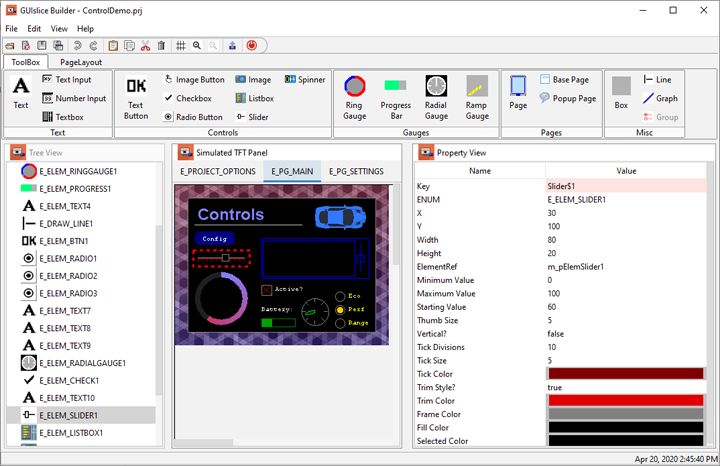 GUIslice Builder - ControlDemo.prj
File Edit View Help
ToolBox PageLayout
Text
Text Input
Number Input
Textbox
Text
Text Button
Image Button
Checkbox
Radio Button
Image
Listbox
Slider
Spinner
Controls
Ring Gauge
Progress Bar
Radial Gauge
Ramp Gauge
Gauges
Page
Base Page
Popup Page
Pages
Box
Line
Graph
Group
Misc
Tree View
E_ELEM_RINGGAUGE1
E_ELEM_PROGRESS1
E_ELEM_TEXT4
E_DRAW_LINE1
E_ELEM_BTN1
E_ELEM_RADIO1
E_ELEM_RADIO2
E_ELEM_RADIO3
E_ELEM_TEXT7
E_ELEM_TEXT8
E_ELEM_TEXT9
E_ELEM_RADIALGAUGE1
E_ELEM_CHECK1
E_ELEM_TEXT10
E_ELEM_SLIDER1
E_ELEM_LISTBOX1
Simulated TFT Panel
E_PROJECT_OPTIONS E_PG_MAIN E_PG_SETTINGS
Controls
Config
Active?
Battery:
Eco
Perf
Range
Property View
Name Value
Key Slider$1
ENUM E_ELEM_SLIDER1
X 30
Y 100
Width 80
Height 20
ElementRef m_pElemSlider1
Minimum Value 0
Maximum Value 100
Starting Value 60
Thumb Size 5
Vertical? false
Tick Divisions 10
Tick Size 5
Tick Color
Trim Style? true
Trim Color
Frame Color
Fill Color
Selected Color
Apr 20, 2020 2:45:40 PM